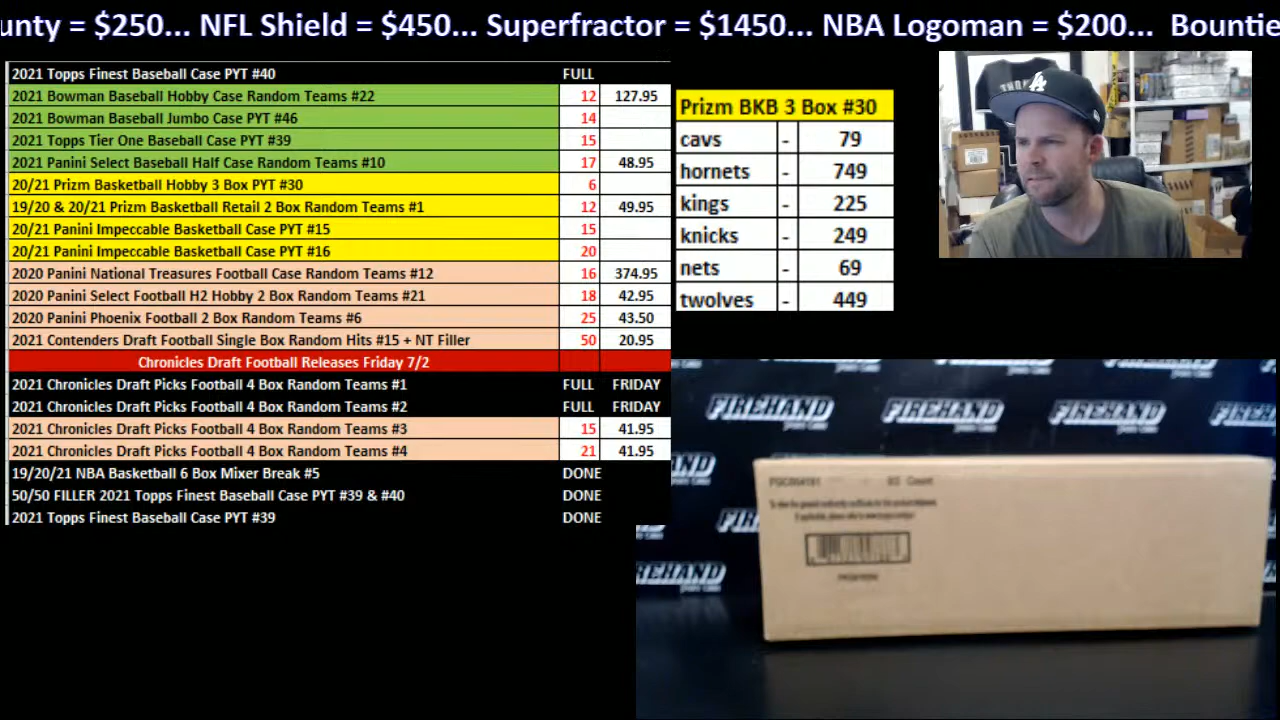 unty = $250... NFL Shield = $450... Superfractor = $1450... NBA Logoman = $200... Bountie
2021 Topps Finest Baseball Case PYT #40 FULL
2021 Bowman Baseball Hobby Case Random Teams #22 12 127.95
2021 Bowman Baseball Jumbo Case PYT #46 14
2021 Topps Tier One Baseball Case PYT #39 15
2021 Panini Select Baseball Half Case Random Teams #10 17 48.95
20/21 Prizm Basketball Hobby 3 Box PYT #30 6
19/20 & 20/21 Prizm Basketball Retail 2 Box Random Teams #1 12 49.95
20/21 Panini Impeccable Basketball Case PYT #15 15
20/21 Panini Impeccable Basketball Case PYT #16 20
2020 Panini National Treasures Football Case Random Teams #12 16 374.95
2020 Panini Select Football H2 Hobby 2 Box Random Teams #21 18 42.95
2020 Panini Phoenix Football 2 Box Random Teams #6 25 43.50
2021 Contenders Draft Football Single Box Random Hits #15 + NT Filler 50 20.95
Chronicles Draft Football Releases Friday 7/2
2021 Chronicles Draft Picks Football 4 Box Random Teams #1 FULL FRIDAY
2021 Chronicles Draft Picks Football 4 Box Random Teams #2 FULL FRIDAY
2021 Chronicles Draft Picks Football 4 Box Random Teams #3 15 41.95
2021 Chronicles Draft Picks Football 4 Box Random Teams #4 21 41.95
19/20/21 NBA Basketball 6 Box Mixer Break #5 DONE
50/50 FILLER 2021 Topps Finest Baseball Case PYT #39 & #40 DONE
2021 Topps Finest Baseball Case PYT #39 DONE
Prizm BKB 3 Box #30
cavs - 79
hornets - 749
kings - 225
knicks - 249
nets - 69
twolves - 449
FIREHAND FIREHAND FIREHAND FIREH
FIREHAND
Count